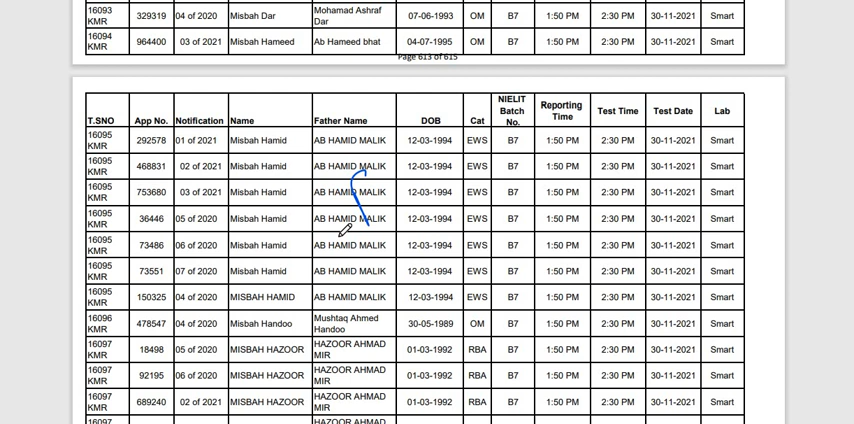 16093 KMR 329319 04 of 2020 Misbah Dar Mohamad Ashraf Dar 07-06-1993 OM B7 1:50 PM 2:30 PM 30-11-2021 Smart
16094 KMR 964400 03 of 2021 Misbah Hameed Ab Hameed bhat 04-07-1995 OM B7 1:50 PM 2:30 PM 30-11-2021 Smart
Page 613 of 615
T.SNO App No. Notification Name Father Name DOB Cat NIELIT Batch No. Reporting Time Test Time Test Date Lab
16095 KMR 292578 01 of 2021 Misbah Hamid AB HAMID MALIK 12-03-1994 EWS B7 1:50 PM 2:30 PM 30-11-2021 Smart
16095 KMR 468831 02 of 2021 Misbah Hamid AB HAMID MALIK 12-03-1994 EWS B7 1:50 PM 2:30 PM 30-11-2021 Smart
16095 KMR 753680 03 of 2021 Misbah Hamid AB HAMID MALIK 12-03-1994 EWS B7 1:50 PM 2:30 PM 30-11-2021 Smart
16095 KMR 36446 05 of 2020 Misbah Hamid AB HAMID MALIK 12-03-1994 EWS B7 1:50 PM 2:30 PM 30-11-2021 Smart
16095 KMR 73486 06 of 2020 Misbah Hamid AB HAMID MALIK 12-03-1994 EWS B7 1:50 PM 2:30 PM 30-11-2021 Smart
16095 KMR 73551 07 of 2020 Misbah Hamid AB HAMID MALIK 12-03-1994 EWS B7 1:50 PM 2:30 PM 30-11-2021 Smart
16095 KMR 150325 04 of 2020 MISBAH HAMID AB HAMID MALIK 12-03-1994 EWS B7 1:50 PM 2:30 PM 30-11-2021 Smart
16096 KMR 478547 04 of 2020 Misbah Handoo Mushtaq Ahmed Handoo 30-05-1989 OM B7 1:50 PM 2:30 PM 30-11-2021 Smart
16097 KMR 18498 05 of 2020 MISBAH HAZOOR HAZOOR AHMAD MIR 01-03-1992 RBA B7 1:50 PM 2:30 PM 30-11-2021 Smart
16097 KMR 92195 06 of 2020 MISBAH HAZOOR HAZOOR AHMAD MIR 01-03-1992 RBA B7 1:50 PM 2:30 PM 30-11-2021 Smart
16097 KMR 689240 02 of 2021 MISBAH HAZOOR HAZOOR AHMAD MIR 01-03-1992 RBA B7 1:50 PM 2:30 PM 30-11-2021 Smart
16097 HAZOOR AHMAD